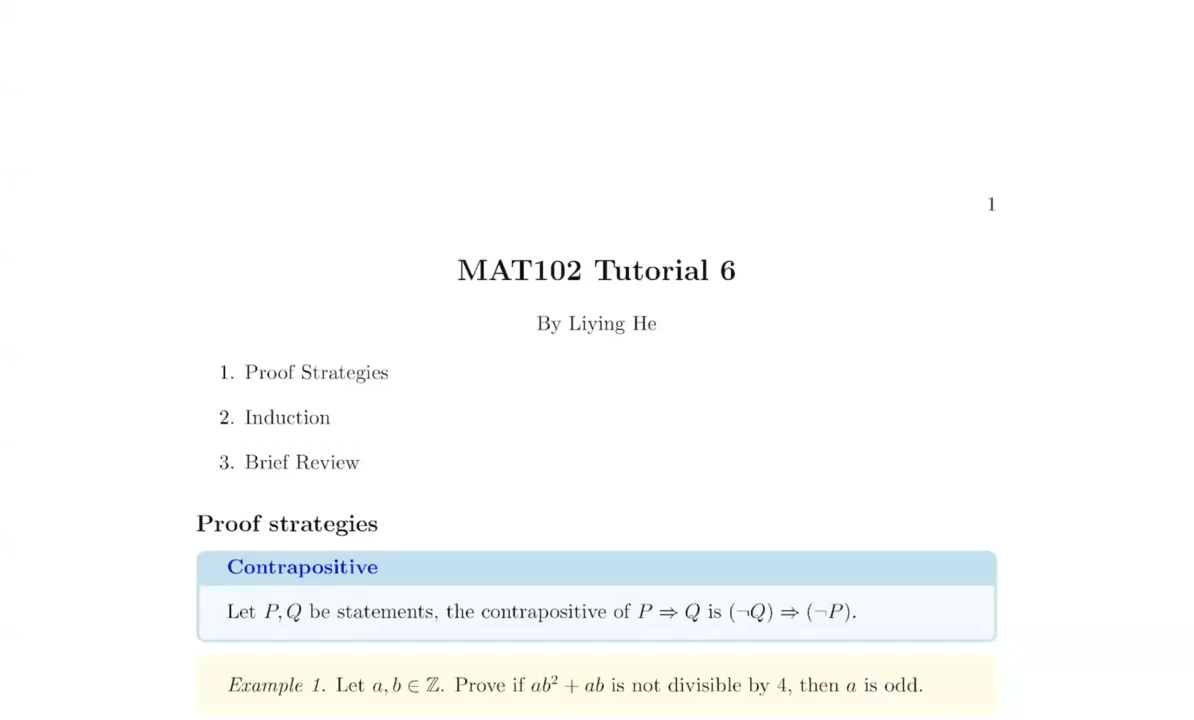 1
MAT102 Tutorial 6
By Liying He
1. Proof Strategies
2. Induction
3. Brief Review
Proof strategies
Contrapositive
Let P, Q be statements, the contrapositive of P ⇒ Q is (¬Q) ⇒ (¬P).
Example 1. Let a, b ∈ ℤ. Prove if ab² + ab is not divisible by 4, then a is odd.